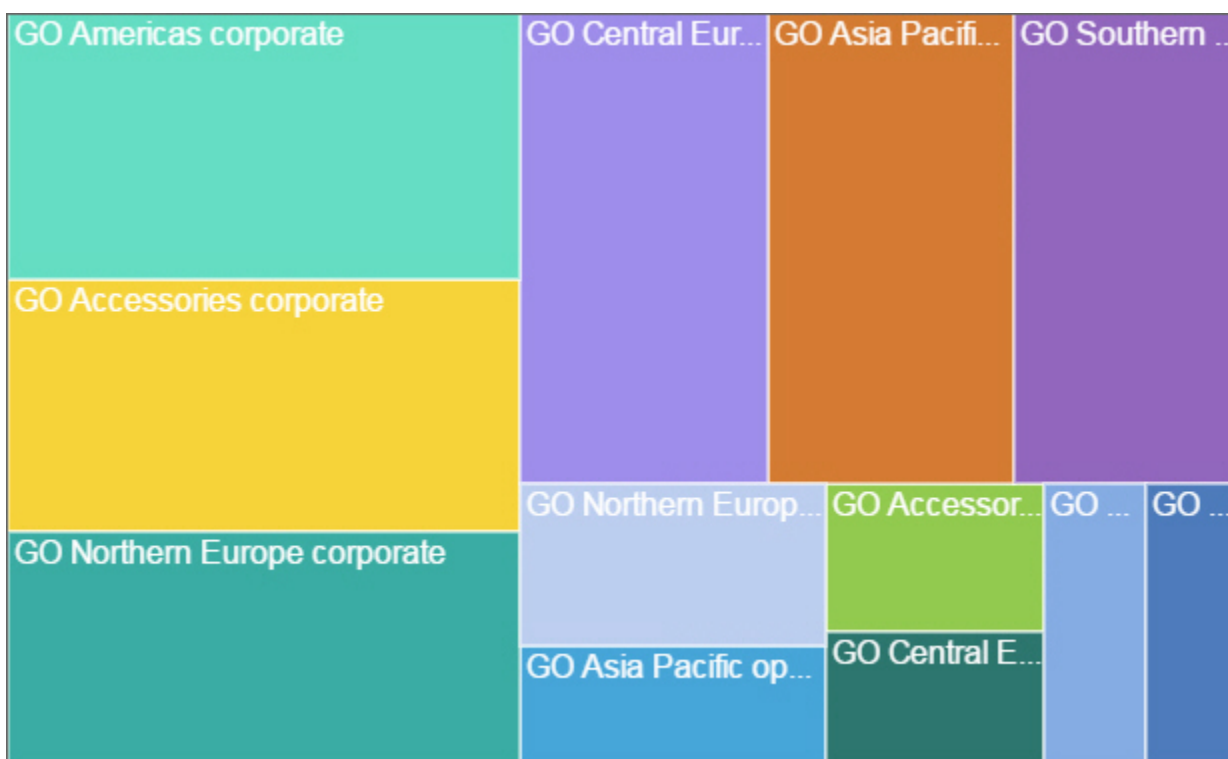 GO Americas corporate
GO Central Eur...
GO Asia Pacifi...
GO Southern ...
GO Accessories corporate
GO Northern Europ...
GO Accessor...
GO ...
GO ...
GO Northern Europe corporate
GO Asia Pacific op...
GO Central E...